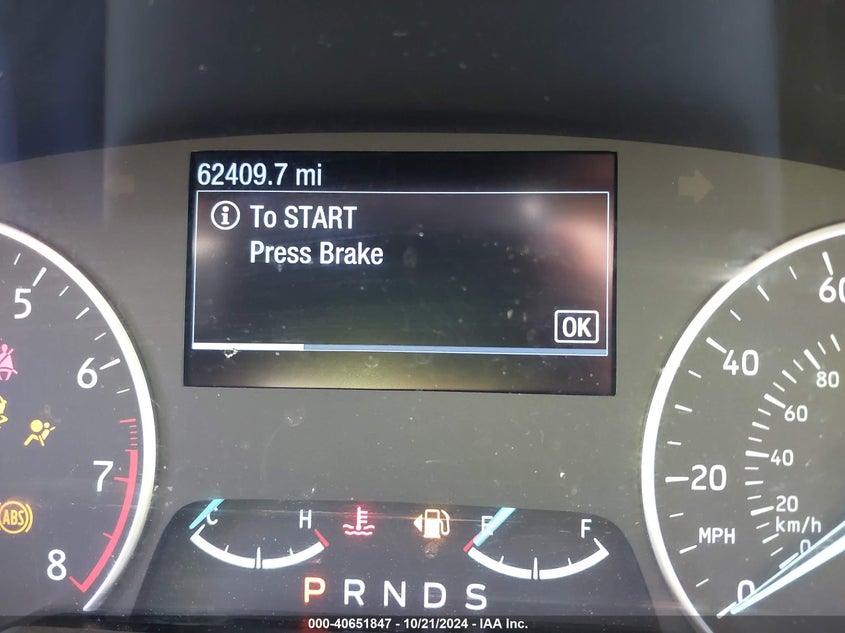 62409.7 mi
To START
Press Brake
OK
5
6
7
8
ABS
C
H
E
F
P R N D S
60
40
20
0
MPH
80
60
40
20
0
km/h
000-40651847 - 10/21/2024 - IAA Inc.